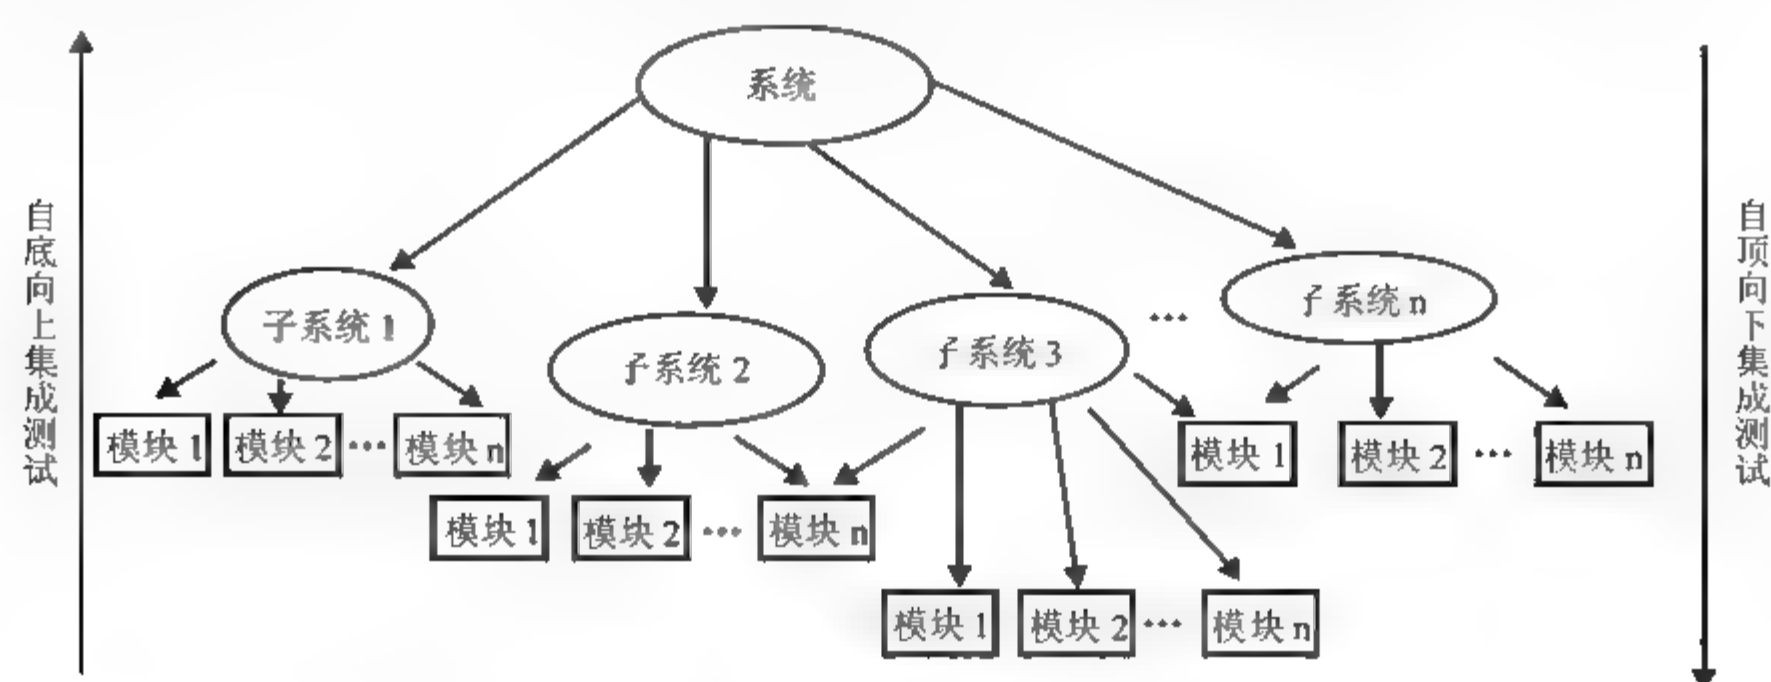 系统
自底向上集成测试
自顶向下集成测试
子系统 1
子系统 2
子系统 3
…
子系统 n
模块 1
模块 2
…
模块 n
模块 1
模块 2
…
模块 n
模块 1
模块 2
…
模块 n
模块 1
模块 2
…
模块 n